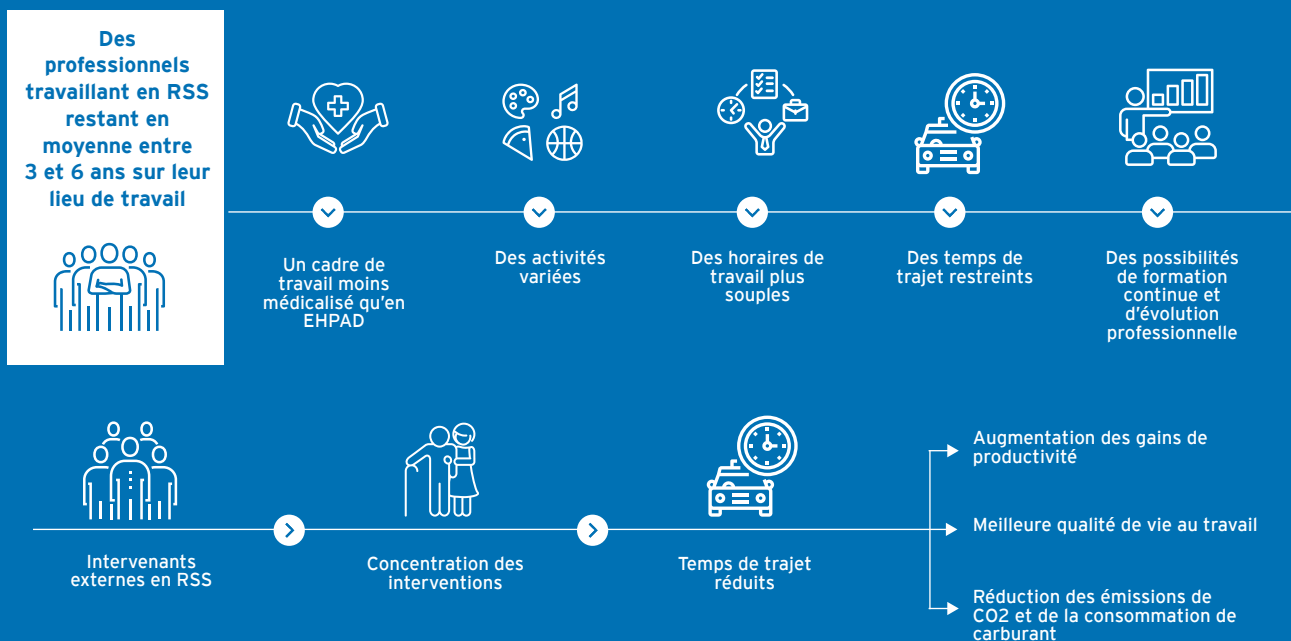 Des
professionnels
travaillant en RSS
restant en
moyenne entre
3 et 6 ans sur leur
lieu de travail
Un cadre de
travail moins
médicalisé qu'en
EHPAD
Des activités
variées
Des horaires de
travail plus
souples
Des temps de
trajet restreints
Des possibilités
de formation
continue et
d'évolution
professionnelle
Intervenants
externes en RSS
Concentration des
interventions
Temps de trajet
réduits
Augmentation des gains de
productivité
Meilleure qualité de vie au travail
Réduction des émissions de
CO2 et de la consommation de
carburant